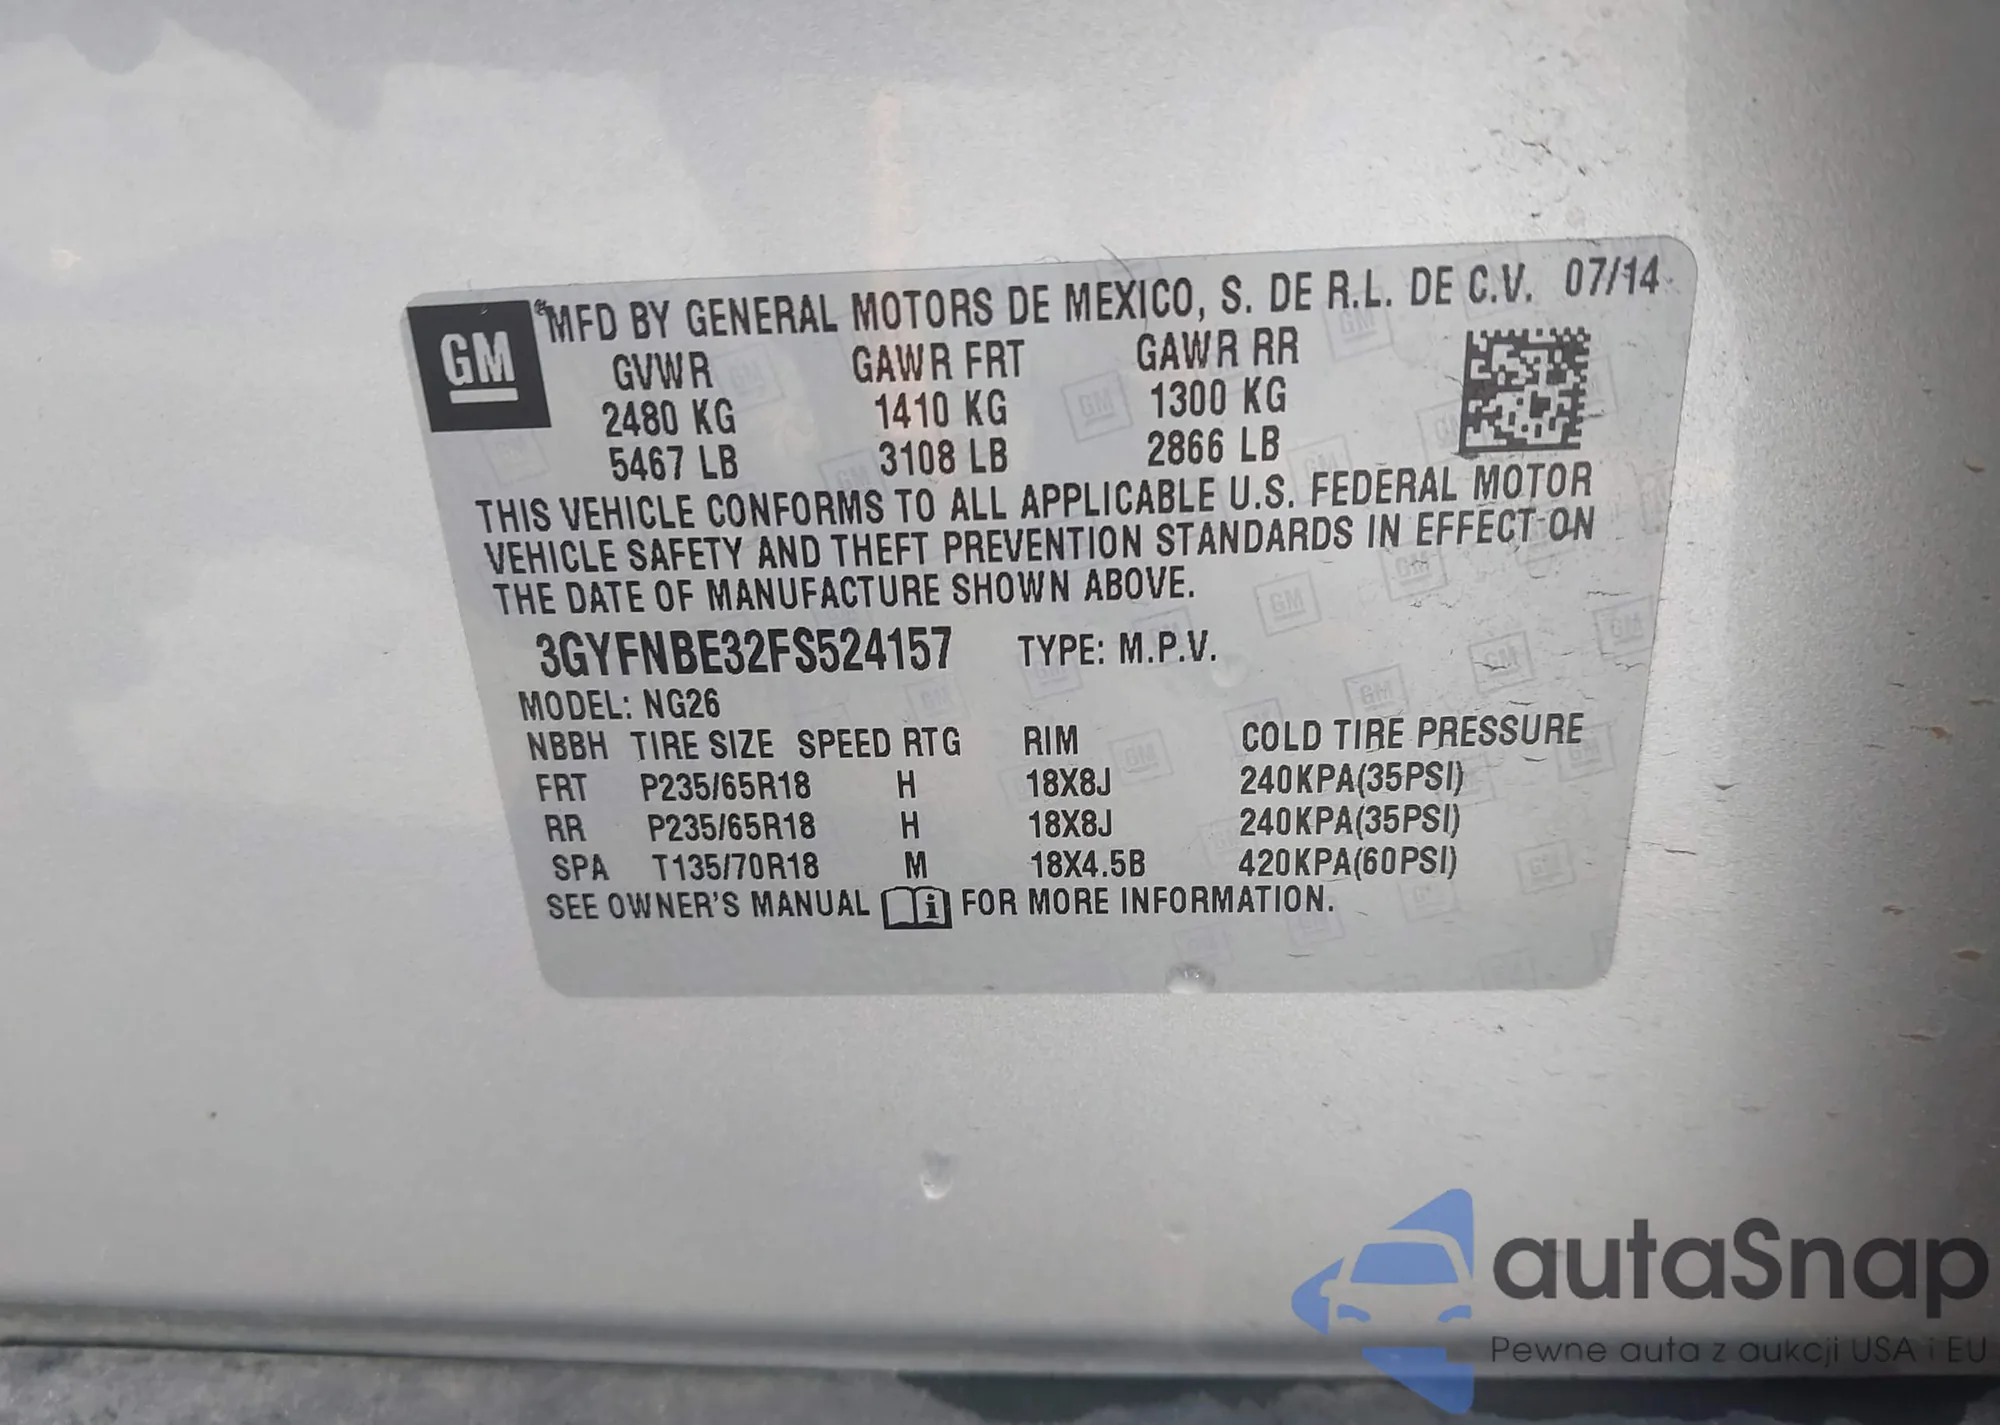 GM
MFD BY GENERAL MOTORS DE MEXICO, S. DE R.L. DE C.V. 07/14
GVWR GAWR FRT GAWR RR
2480 KG 1410 KG 1300 KG
5467 LB 3108 LB 2866 LB
THIS VEHICLE CONFORMS TO ALL APPLICABLE U.S. FEDERAL MOTOR
VEHICLE SAFETY AND THEFT PREVENTION STANDARDS IN EFFECT ON
THE DATE OF MANUFACTURE SHOWN ABOVE.
3GYFNBE32FS524157 TYPE: M.P.V.
MODEL: NG26
NBBH TIRE SIZE SPEED RTG RIM COLD TIRE PRESSURE
FRT P235/65R18 H 18X8J 240KPA(35PSI)
RR P235/65R18 H 18X8J 240KPA(35PSI)
SPA T135/70R18 M 18X4.5B 420KPA(60PSI)
SEE OWNER'S MANUAL i FOR MORE INFORMATION.
autaSnap
Pewne auta z aukcji USA i EU